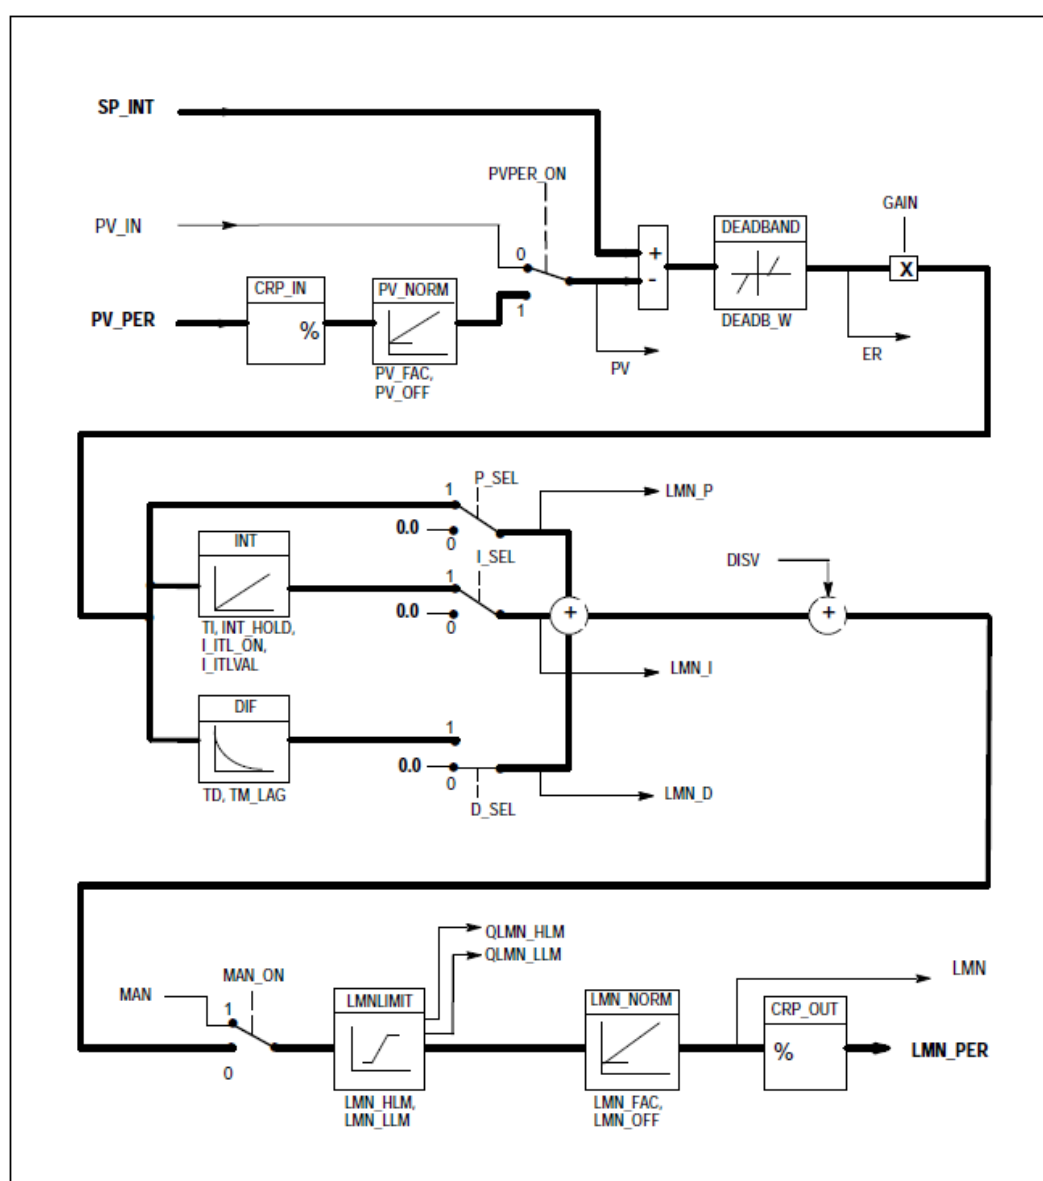 SP_INT
PVPER_ON
GAIN
PV_IN
DEADBAND
0
+
-
X
CRP_IN
PV_NORM
PV_PER
%
1
DEADB_W
ER
PV
PV_FAC,
PV_OFF
P_SEL
1
LMN_P
0.0
0
INT
I_SEL
DISV
1
0.0
0
+
+
TI, INT_HOLD,
I_ITL_ON,
I_ITLVAL
LMN_I
DIF
1
0.0
0
TD, TM_LAG
D_SEL
LMN_D
QLMN_HLM
QLMN_LLM
MAN_ON
LMN
MAN
LMNLIMIT
LMN_NORM
1
CRP_OUT
%
LMN_PER
0
LMN_HLM,
LMN_LLM
LMN_FAC,
LMN_OFF